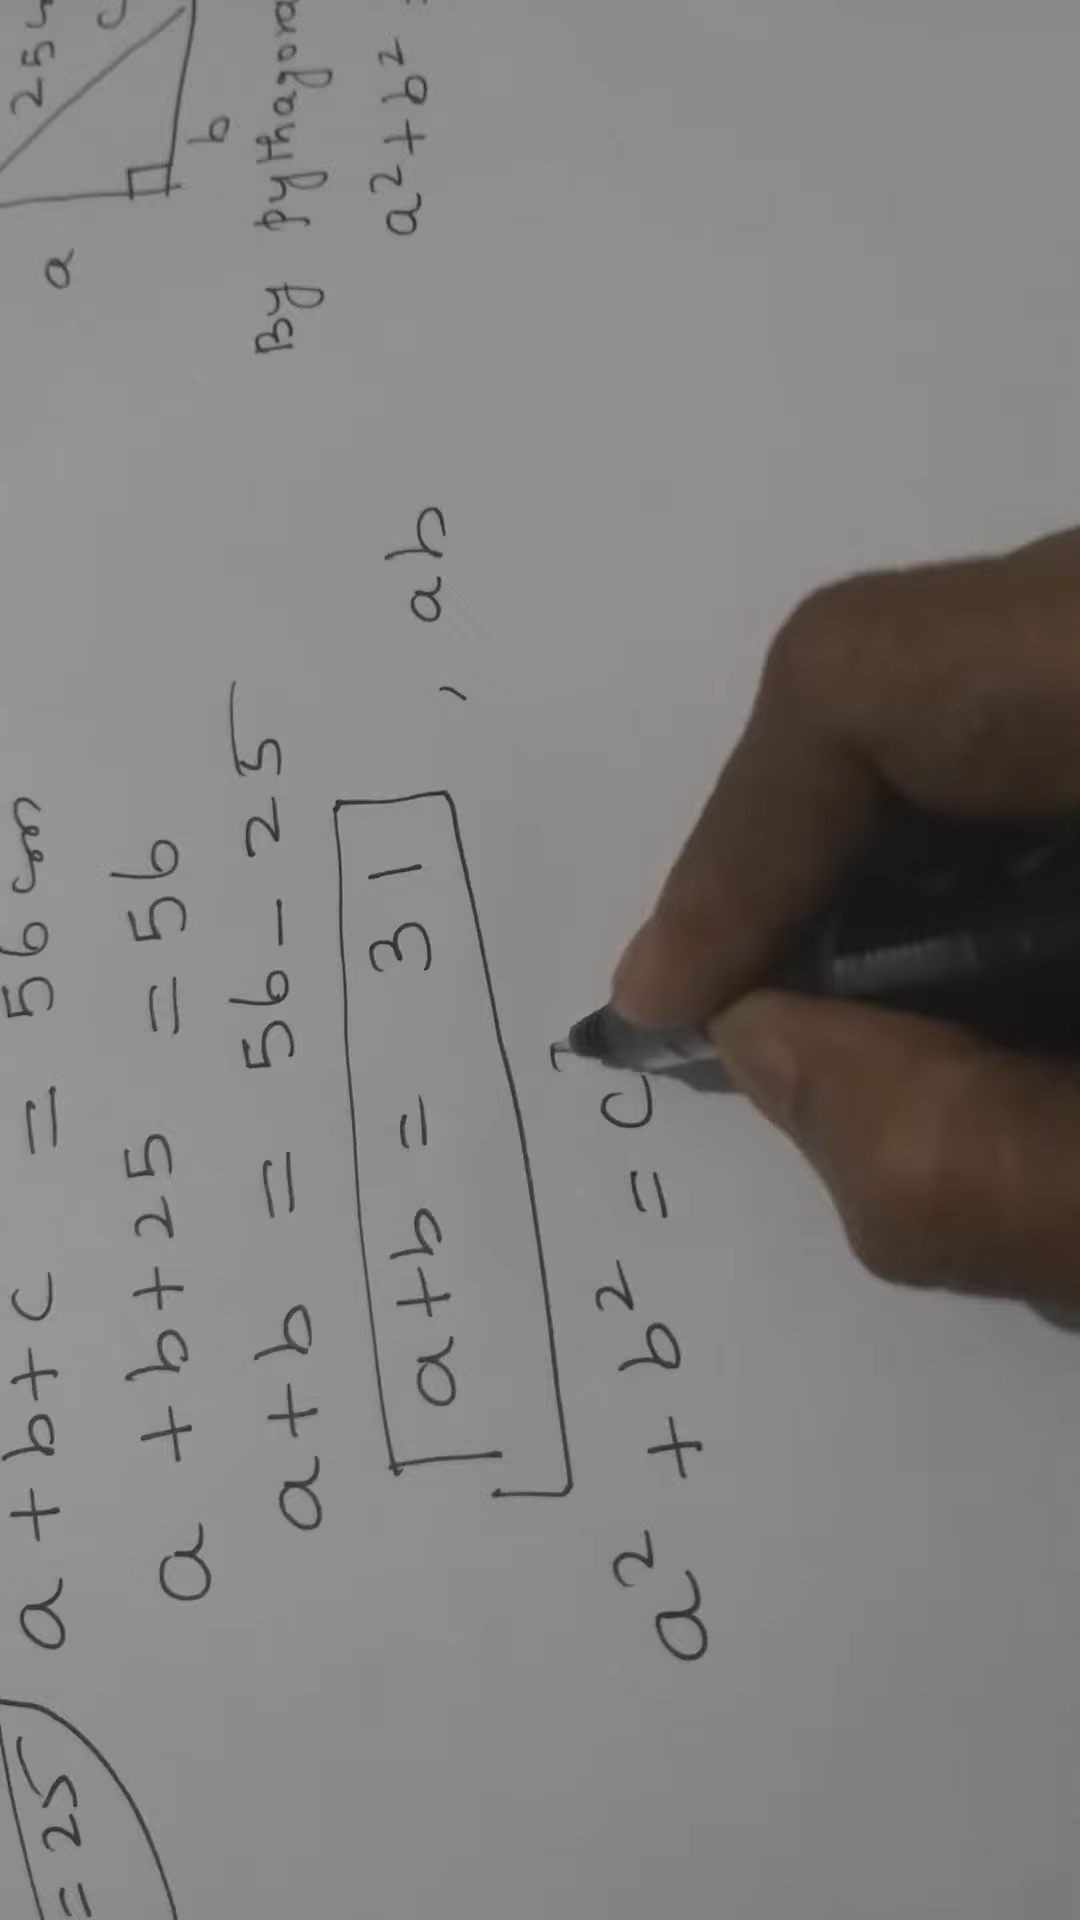 = 25
a + b + c = 56 cm
a + b + 25 = 56
a + b = 56 - 25
a + b = 31 , ab
a² + b² = c
25
c
b
a
By pythagora
a² + b² =